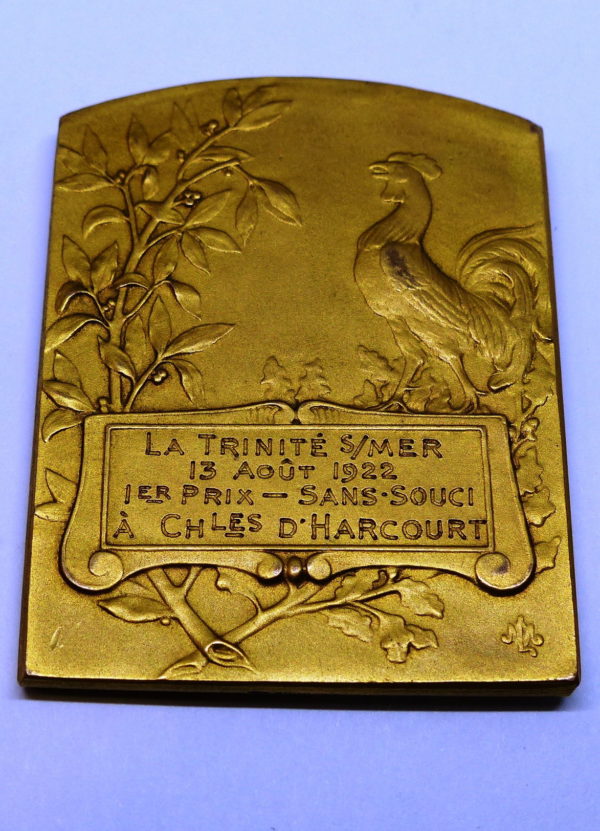 LA TRINITÉ S/MER
13 AOÛT 1922
1ER PRIX — SANS·SOUCI
À CHLES D'HARCOURT